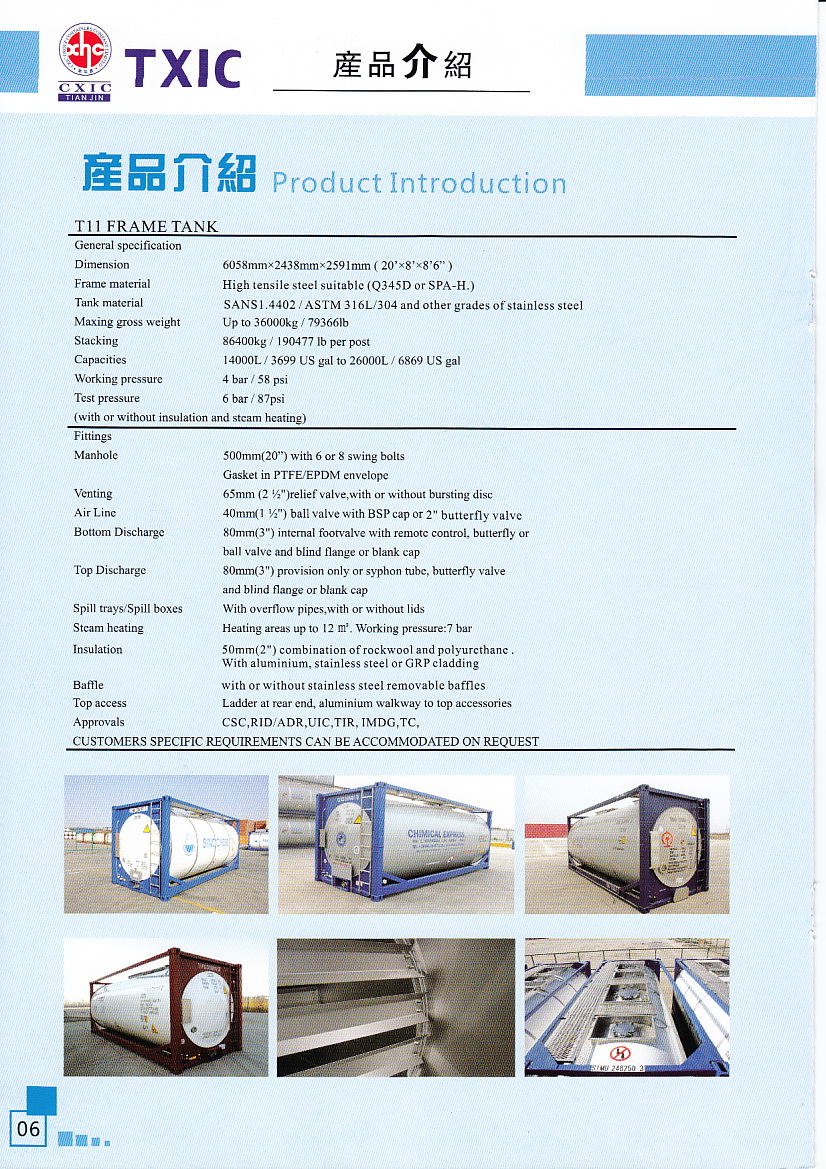 CXIC
TIANJIN
TXIC
産品介紹
産品介紹 Product Introduction
T11 FRAME TANK
General specification
Dimension 6058mm×2438mm×2591mm ( 20’×8’×8’6” )
Frame material High tensile steel suitable (Q345D or SPA-H.)
Tank material SANS1.4402 / ASTM 316L/304 and other grades of stainless steel
Maxing gross weight Up to 36000kg / 79366lb
Stacking 86400kg / 190477 lb per post
Capacities 14000L / 3699 US gal to 26000L / 6869 US gal
Working pressure 4 bar / 58 psi
Test pressure 6 bar / 87psi
(with or without insulation and steam heating)
Fittings
Manhole 500mm(20”) with 6 or 8 swing bolts
Gasket in PTFE/EPDM envelope
Venting 65mm (2 ½")relief valve,with or without bursting disc
Air Line 40mm(1 ½") ball valve with BSP cap or 2" butterfly valve
Bottom Discharge 80mm(3") internal footvalve with remote control, butterfly or
ball valve and blind flange or blank cap
Top Discharge 80mm(3") provision only or syphon tube, butterfly valve
and blind flange or blank cap
Spill trays/Spill boxes With overflow pipes,with or without lids
Steam heating Heating areas up to 12 ㎡. Working pressure:7 bar
Insulation 50mm(2") combination of rockwool and polyurethane .
With aluminium, stainless steel or GRP cladding
Baffle with or without stainless steel removable baffles
Top access Ladder at rear end, aluminium walkway to top accessories
Approvals CSC,RID/ADR,UIC,TIR, IMDG,TC,
CUSTOMERS SPECIFIC REQUIREMENTS CAN BE ACCOMMODATED ON REQUEST
SINOCHEM
CHIMICAL EXPRESS
06